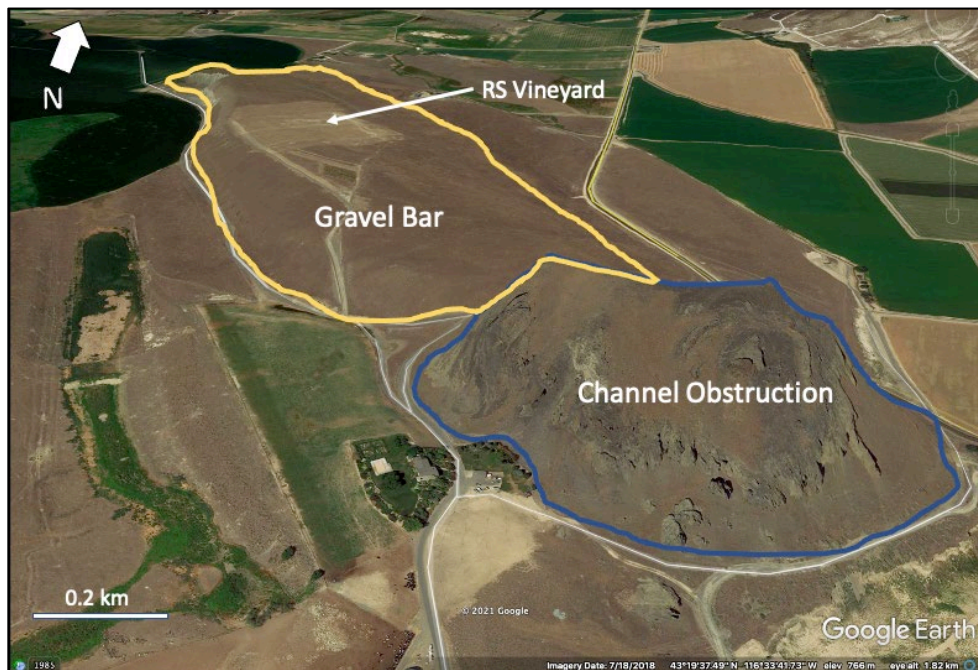 N
RS Vineyard
Gravel Bar
Channel Obstruction
0.2 km
© 2021 Google
Google Earth
1985
Imagery Date: 7/18/2018 43°19'37.49" N 116°33'41.73" W elev 766 m eye alt 1.82 km